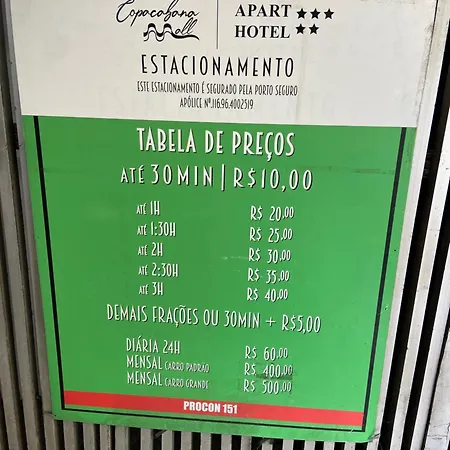 Copacabana
Mall
APART ★★★
HOTEL ★★
ESTACIONAMENTO
ESTE ESTACIONAMENTO É SEGURADO PELA PORTO SEGURO
APÓLICE Nº.116.96.4002519
TABELA DE PREÇOS
ATÉ 30MIN | R$10,00
ATÉ 1H R$ 20,00
ATÉ 1:30H R$ 25,00
ATÉ 2H R$ 30,00
ATÉ 2:30H R$ 35,00
ATÉ 3H R$ 40,00
DEMAIS FRAÇÕES OU 30MIN + R$5,00
DIÁRIA 24H R$ 60,00
MENSAL CARRO PADRÃO R$ 400,00
MENSAL CARRO GRANDE R$ 500,00
PROCON 151